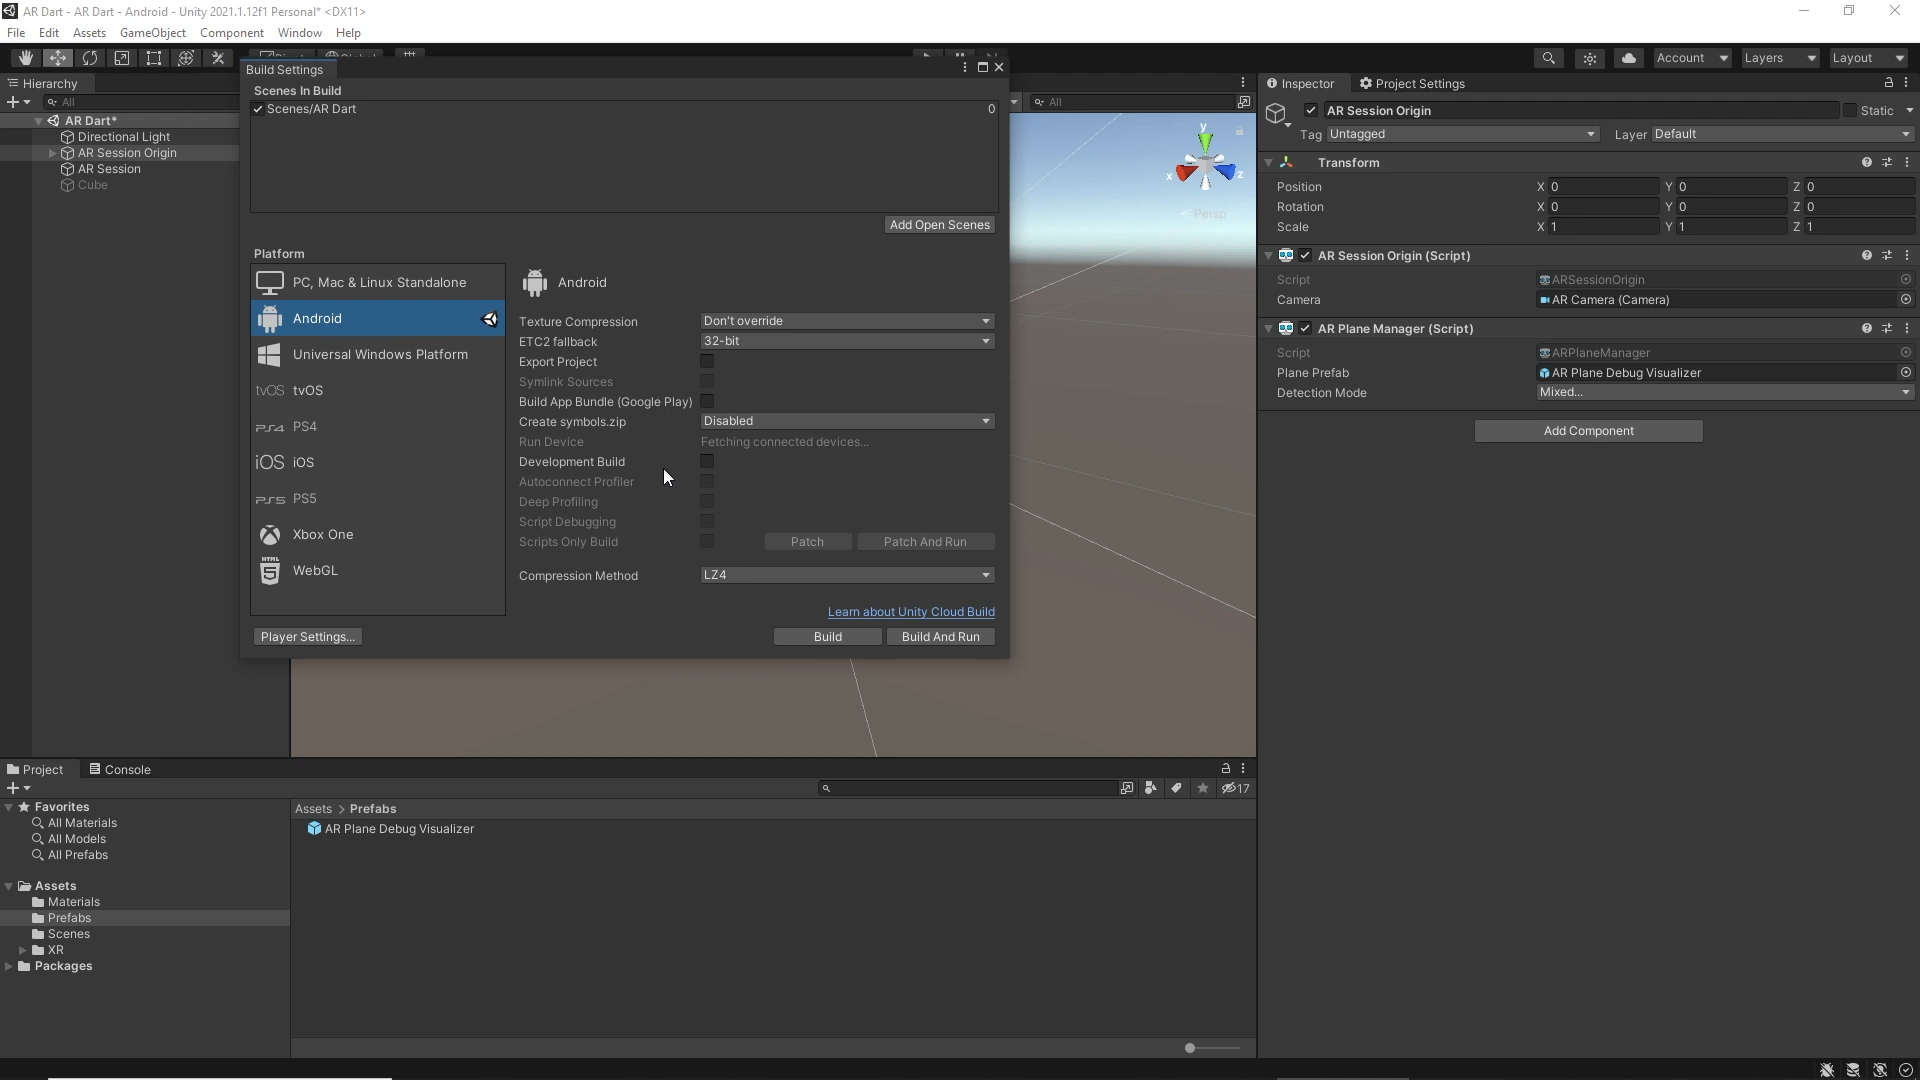 AR Dart - AR Dart - Android - Unity 2021.1.12f1 Personal* <DX11>
File Edit Assets GameObject Component Window Help
Account Layers Layout
Hierarchy
All
AR Dart*
Directional Light
AR Session Origin
AR Session
Cube
Build Settings
Scenes In Build
Scenes/AR Dart 0
Add Open Scenes
Platform
PC, Mac & Linux Standalone
Android
Universal Windows Platform
tvOS tvOS
PS4
iOS iOS
PS5
Xbox One
HTML 5 WebGL
Android
Texture Compression Don't override
ETC2 fallback 32-bit
Export Project
Symlink Sources
Build App Bundle (Google Play)
Create symbols.zip Disabled
Run Device Fetching connected devices...
Development Build
Autoconnect Profiler
Deep Profiling
Script Debugging
Scripts Only Build Patch Patch And Run
Compression Method LZ4
Learn about Unity Cloud Build
Player Settings... Build Build And Run
All
y
x z
Persp
Inspector Project Settings
AR Session Origin Static
Tag Untagged Layer Default
Transform
Position X 0 Y 0 Z 0
Rotation X 0 Y 0 Z 0
Scale X 1 Y 1 Z 1
AR Session Origin (Script)
Script ARSessionOrigin
Camera AR Camera (Camera)
AR Plane Manager (Script)
Script ARPlaneManager
Plane Prefab AR Plane Debug Visualizer
Detection Mode Mixed...
Add Component
Project Console
17
Favorites
All Materials
All Models
All Prefabs
Assets
Materials
Prefabs
Scenes
XR
Packages
Assets > Prefabs
AR Plane Debug Visualizer